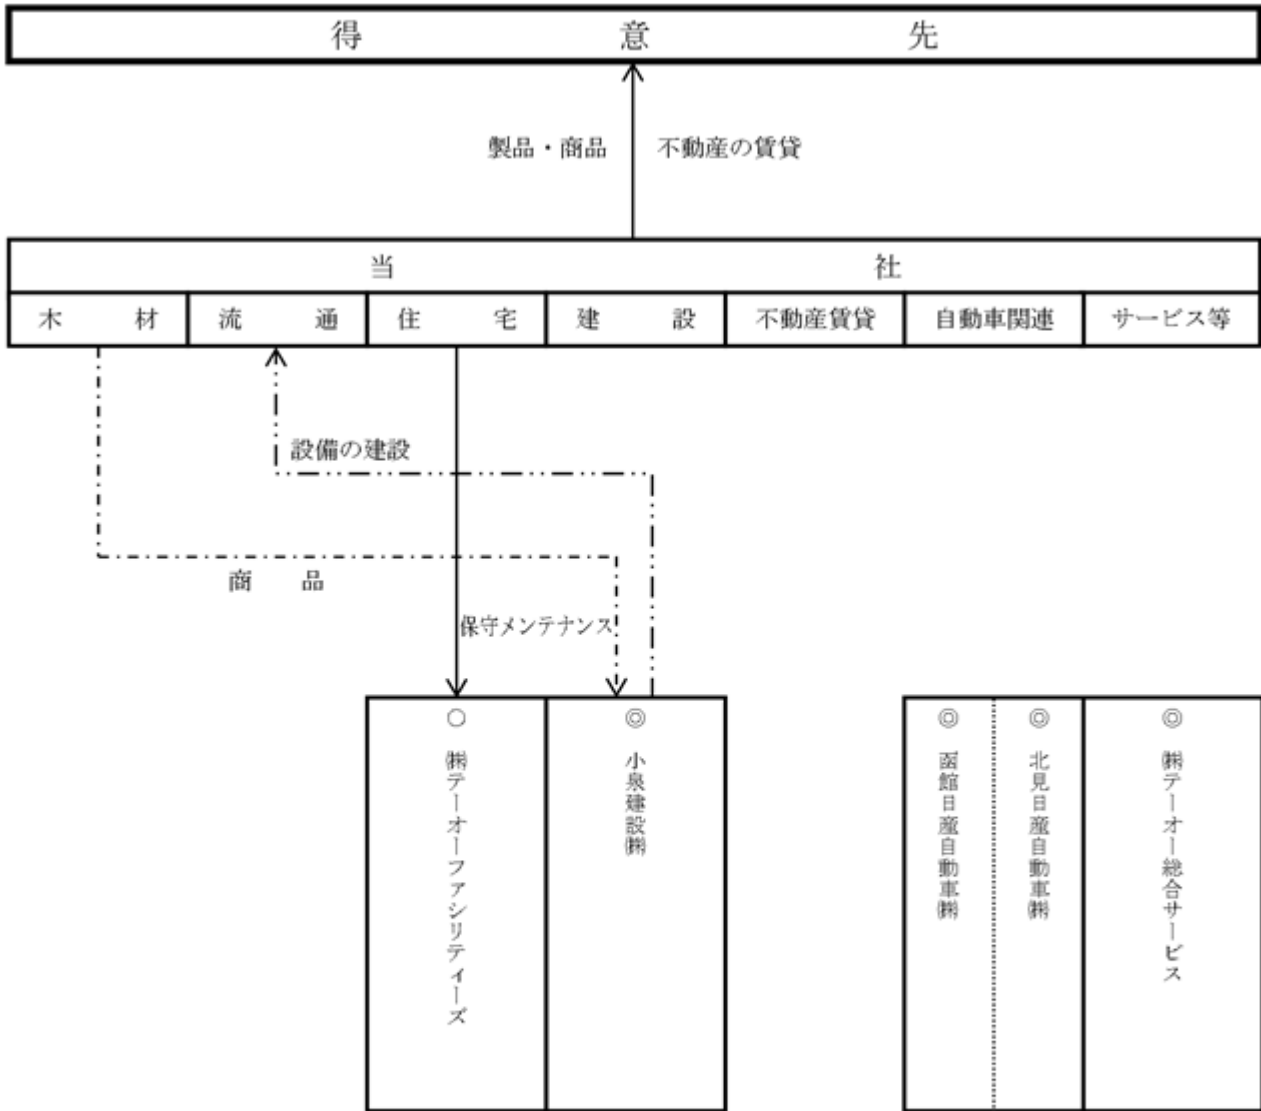 得意先
製品・商品 不動産の賃貸
当社
木材 流通 住宅 建設 不動産賃貸 自動車関連 サービス等
設備の建設
商品
保守メンテナンス
○ ㈱テーオーファシリティーズ
◎ 小泉建設㈱
◎ 函館日産自動車㈱
◎ 北見日産自動車㈱
◎ ㈱テーオー総合サービス